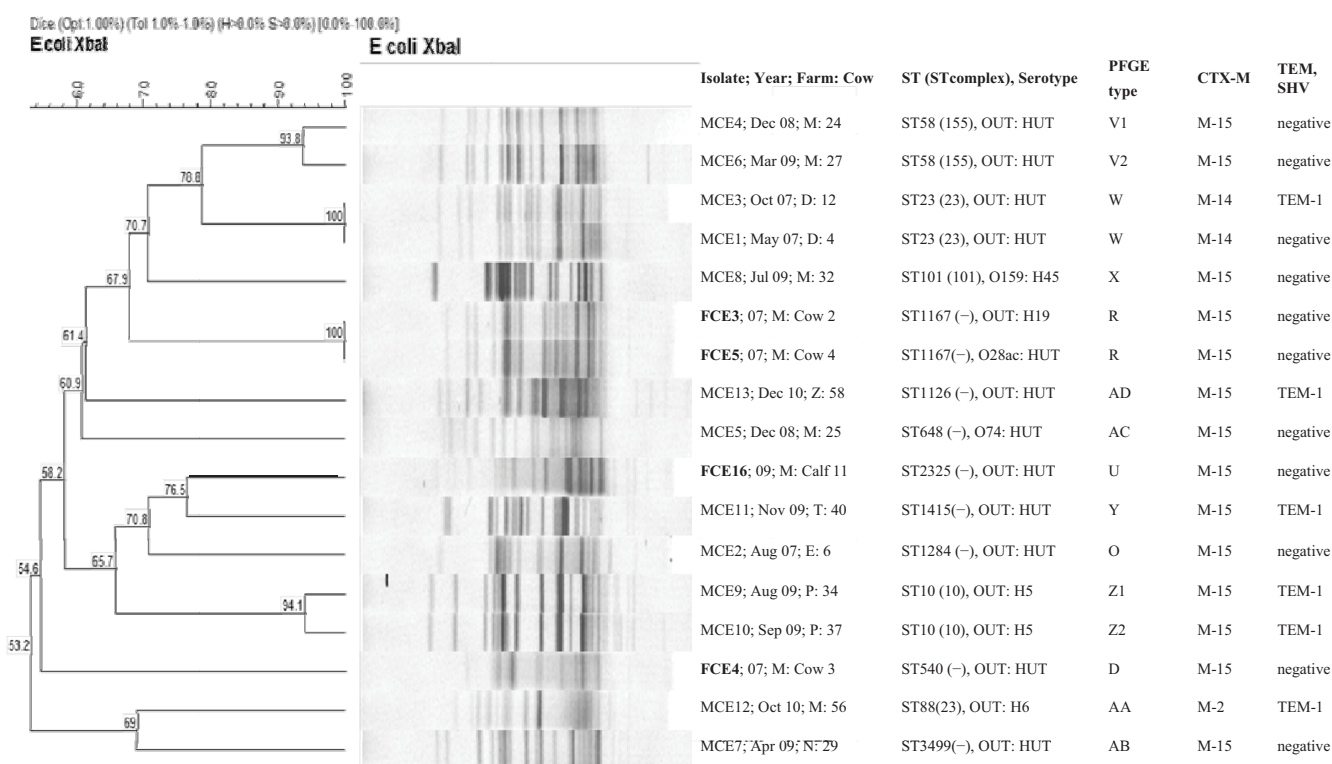 Dice (Opt:1.00%) (Tol 1.0%-1.0%) (H>0.0% S>0.0%) [0.0%-100.0%]
E coli XbaI E coli XbaI
60 70 80 90 100
Isolate; Year; Farm: Cow ST (STcomplex), Serotype PFGE type CTX-M TEM, SHV
93.8 MCE4; Dec 08; M: 24 ST58 (155), OUT: HUT V1 M-15 negative
78.8 MCE6; Mar 09; M: 27 ST58 (155), OUT: HUT V2 M-15 negative
100 MCE3; Oct 07; D: 12 ST23 (23), OUT: HUT W M-14 TEM-1
70.7 MCE1; May 07; D: 4 ST23 (23), OUT: HUT W M-14 negative
67.9 MCE8; Jul 09; M: 32 ST101 (101), O159: H45 X M-15 negative
FCE3; 07; M: Cow 2 ST1167 (−), OUT: H19 R M-15 negative
61.4 100 FCE5; 07; M: Cow 4 ST1167(−), O28ac: HUT R M-15 negative
60.9 MCE13; Dec 10; Z: 58 ST1126 (−), OUT: HUT AD M-15 TEM-1
MCE5; Dec 08; M: 25 ST648 (−), O74: HUT AC M-15 negative
58.2 FCE16; 09; M: Calf 11 ST2325 (−), OUT: HUT U M-15 negative
76.5 MCE11; Nov 09; T: 40 ST1415(−), OUT: HUT Y M-15 TEM-1
70.8 MCE2; Aug 07; E: 6 ST1284 (−), OUT: HUT O M-15 negative
54.6 65.7 MCE9; Aug 09; P: 34 ST10 (10), OUT: H5 Z1 M-15 TEM-1
94.1 MCE10; Sep 09; P: 37 ST10 (10), OUT: H5 Z2 M-15 TEM-1
53.2 FCE4; 07; M: Cow 3 ST540 (−), OUT: HUT D M-15 negative
MCE12; Oct 10; M: 56 ST88(23), OUT: H6 AA M-2 TEM-1
69 MCE7; Apr 09; N: 29 ST3499(−), OUT: HUT AB M-15 negative